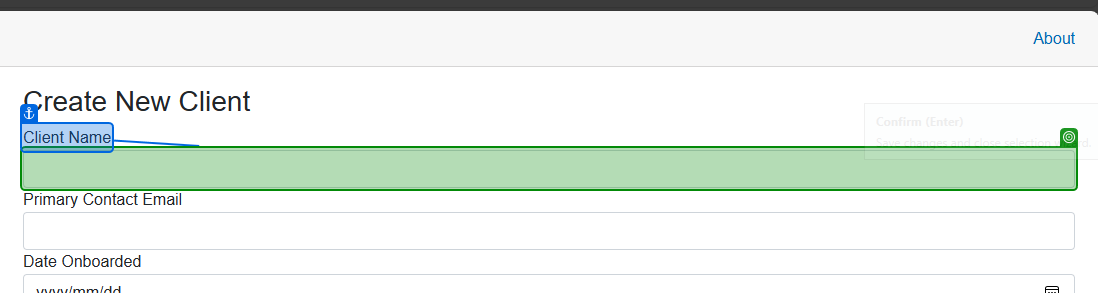 About
Create New Client
Confirm (Enter)
Client Name
Save changes and close selection
Primary Contact Email
Date Onboarded
yyyy/mm/dd